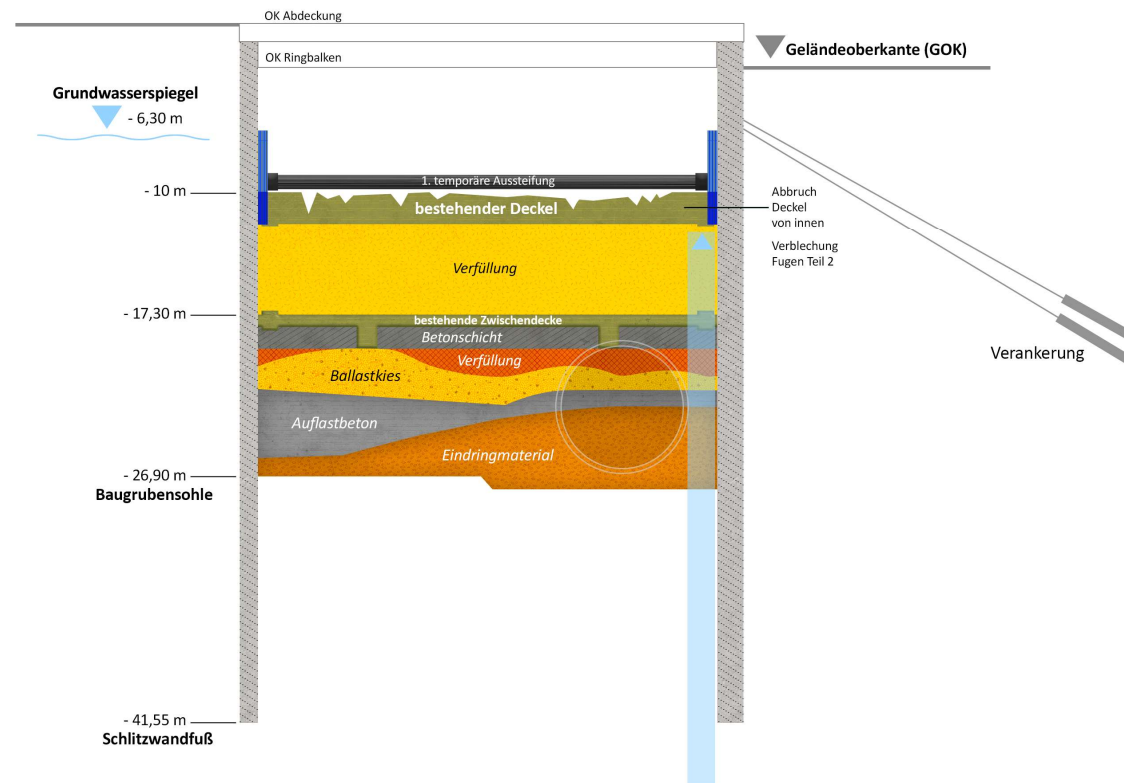 OK Abdeckung
OK Ringbalken
Geländeoberkante (GOK)
Grundwasserspiegel
- 6,30 m
1. temporäre Aussteifung
- 10 m
bestehender Deckel
Abbruch
Deckel
von innen
Verblechung
Fugen Teil 2
Verfüllung
- 17,30 m
bestehende Zwischendecke
Betonschicht
Verfüllung
Verankerung
Ballastkies
Auflastbeton
Eindringmaterial
- 26,90 m
Baugrubensohle
- 41,55 m
Schlitzwandfuß